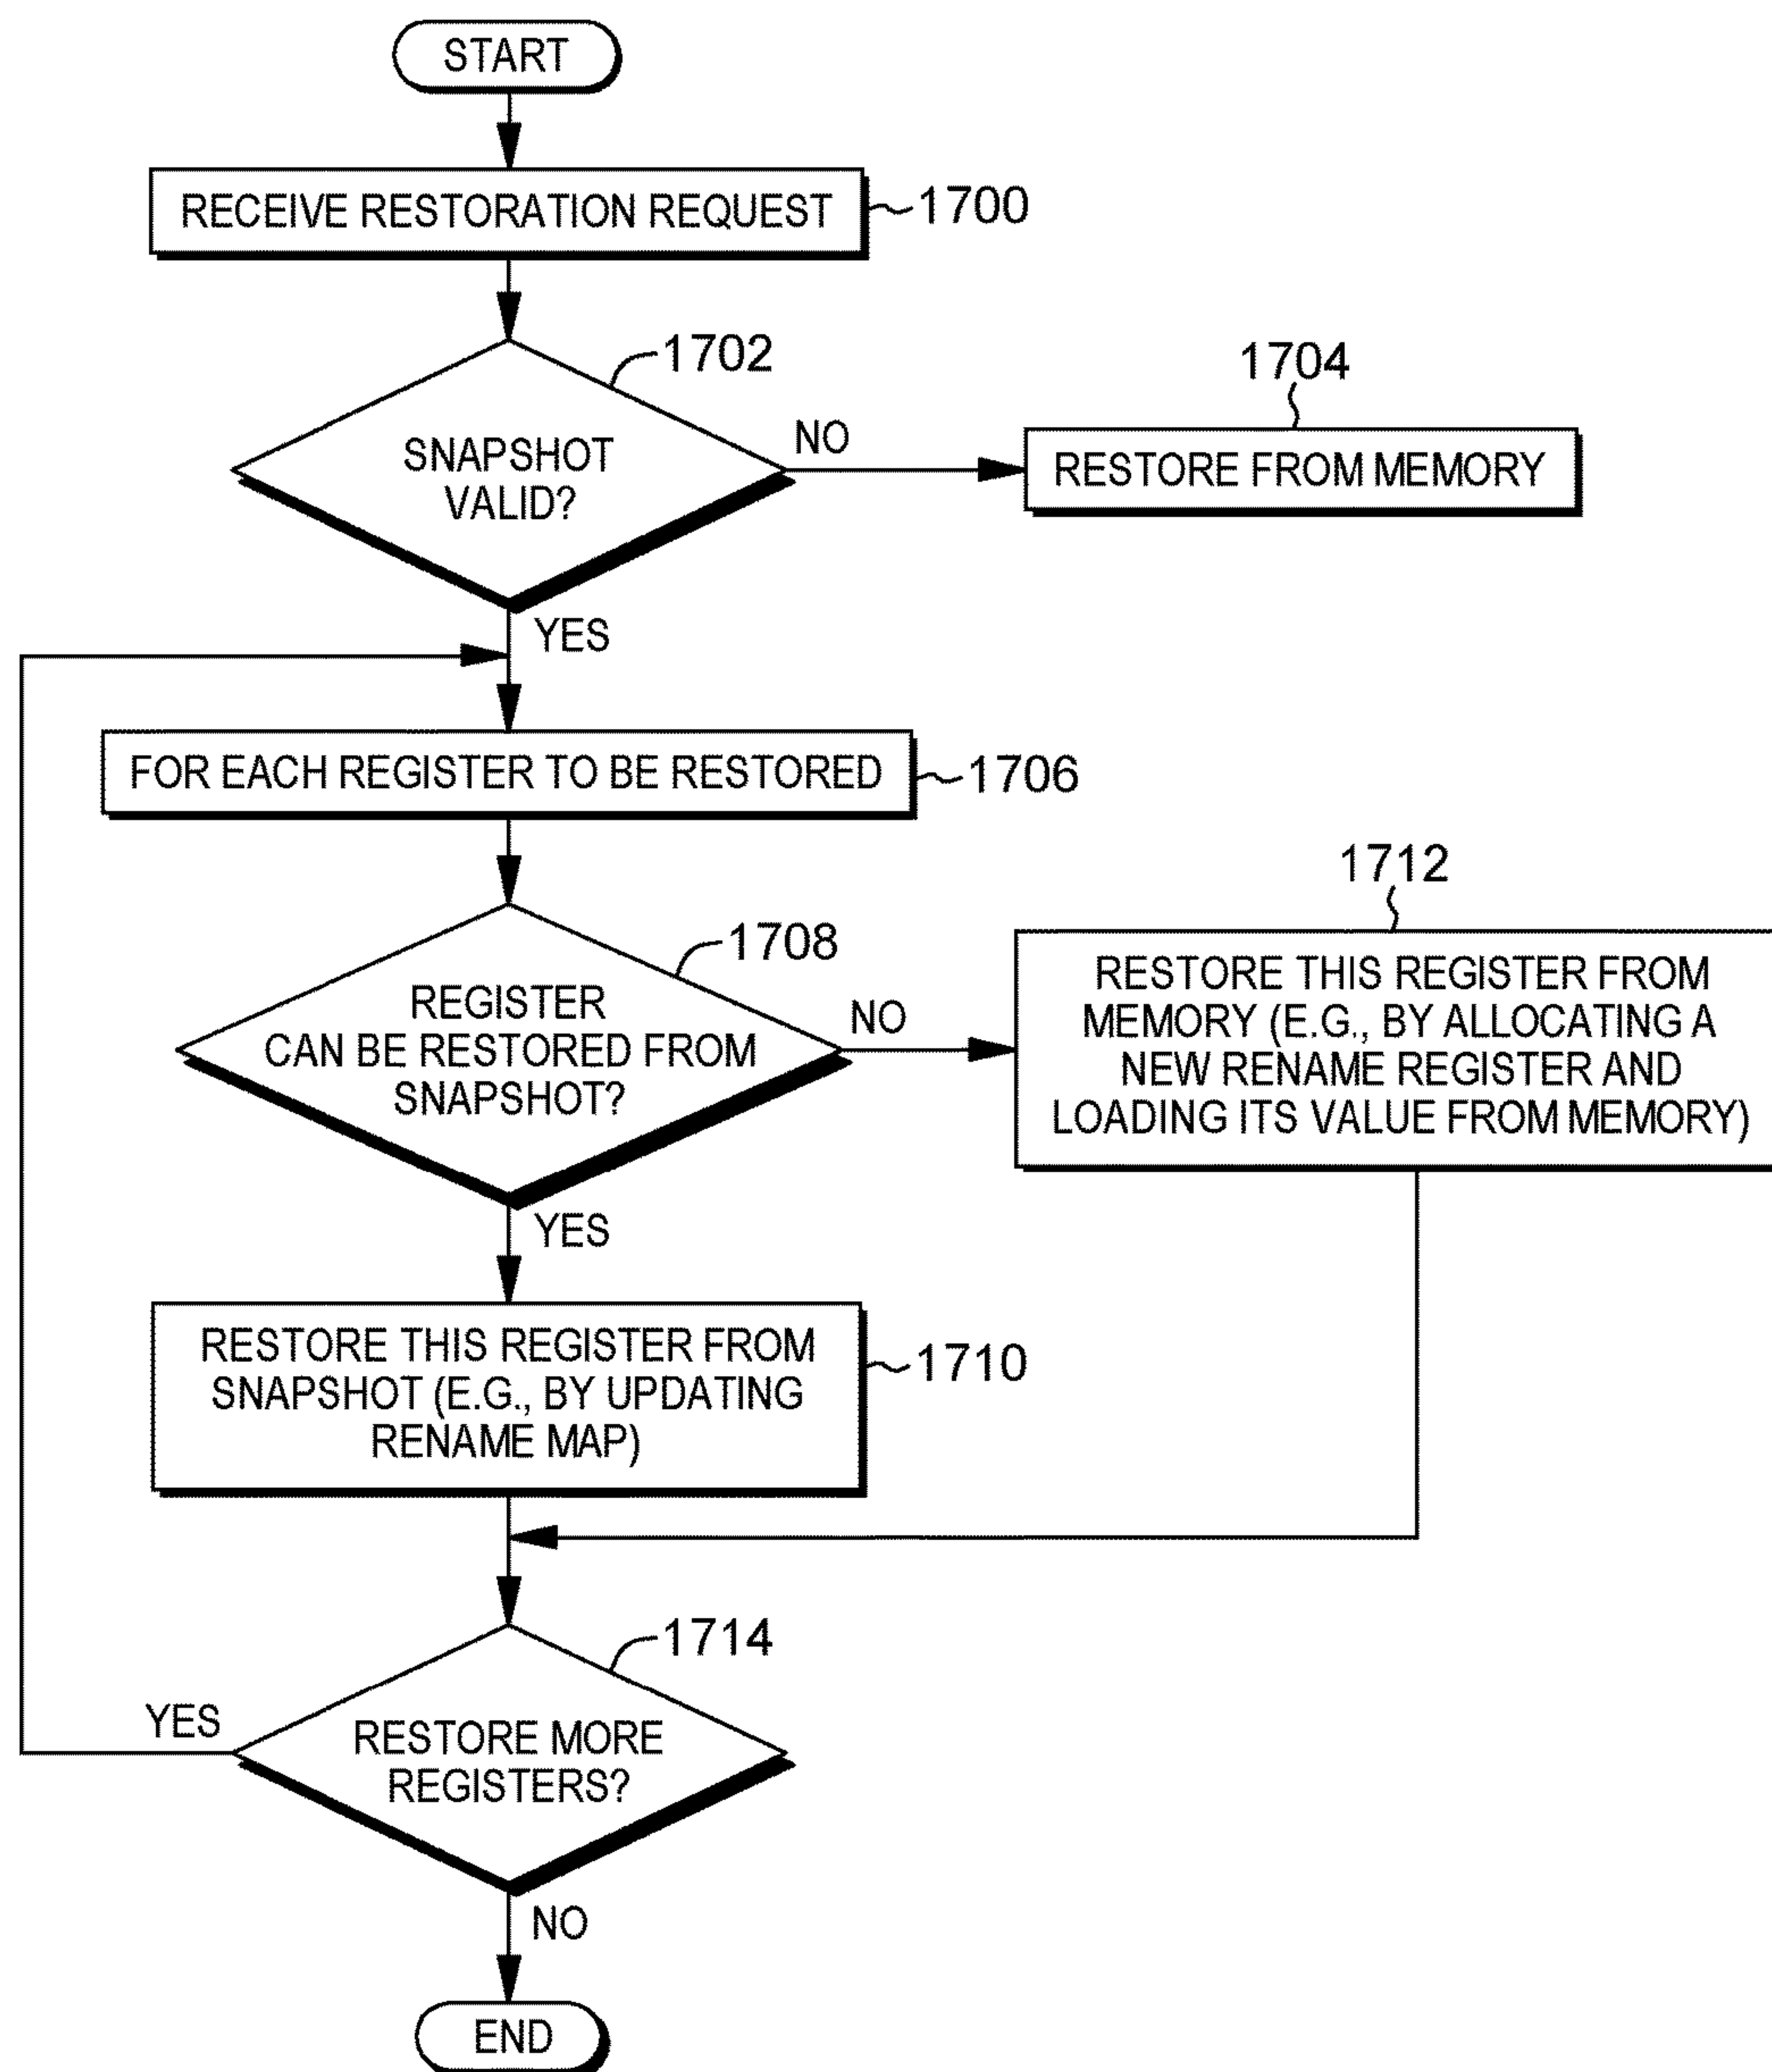 START
RECEIVE RESTORATION REQUEST
1700
1702
SNAPSHOT
VALID?
NO
1704
RESTORE FROM MEMORY
YES
FOR EACH REGISTER TO BE RESTORED
1706
1708
REGISTER
CAN BE RESTORED FROM
SNAPSHOT?
NO
1712
RESTORE THIS REGISTER FROM
MEMORY (E.G., BY ALLOCATING A
NEW RENAME REGISTER AND
LOADING ITS VALUE FROM MEMORY)
YES
RESTORE THIS REGISTER FROM
SNAPSHOT (E.G., BY UPDATING
RENAME MAP)
1710
1714
YES
RESTORE MORE
REGISTERS?
NO
END